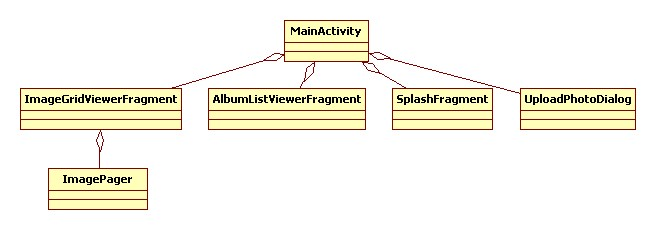 MainActivity
ImageGridViewerFragment
AlbumListViewerFragment
SplashFragment
UploadPhotoDialog
ImagePager